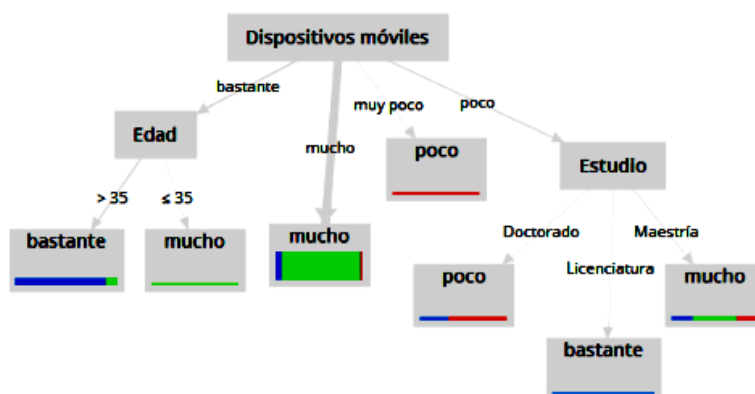 Dispositivos móviles
bastante
muy poco
poco
mucho
Edad
poco
Estudio
> 35
≤ 35
bastante
mucho
mucho
Doctorado
Maestría
Licenciatura
poco
mucho
bastante